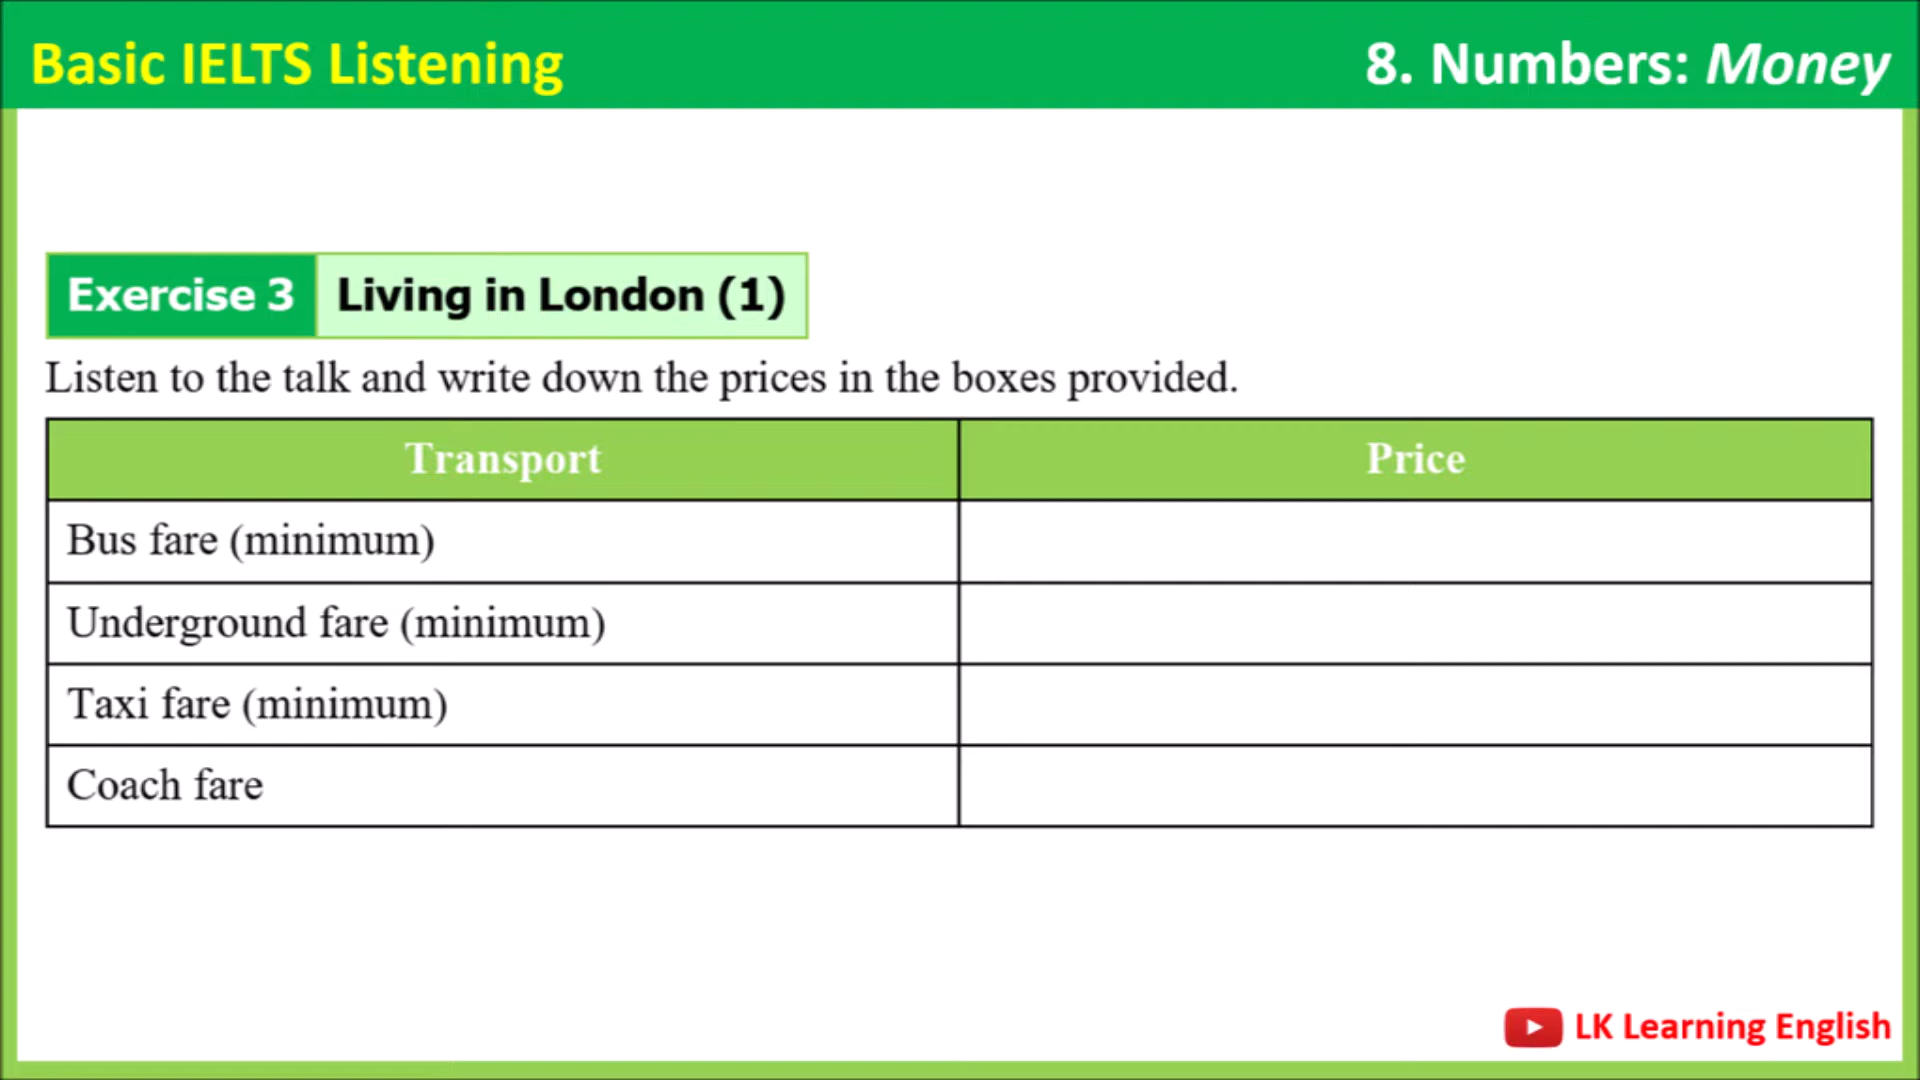 Basic IELTS Listening
8. Numbers: Money
Exercise 3 Living in London (1)
Listen to the talk and write down the prices in the boxes provided.
Transport Price
Bus fare (minimum)
Underground fare (minimum)
Taxi fare (minimum)
Coach fare
LK Learning English